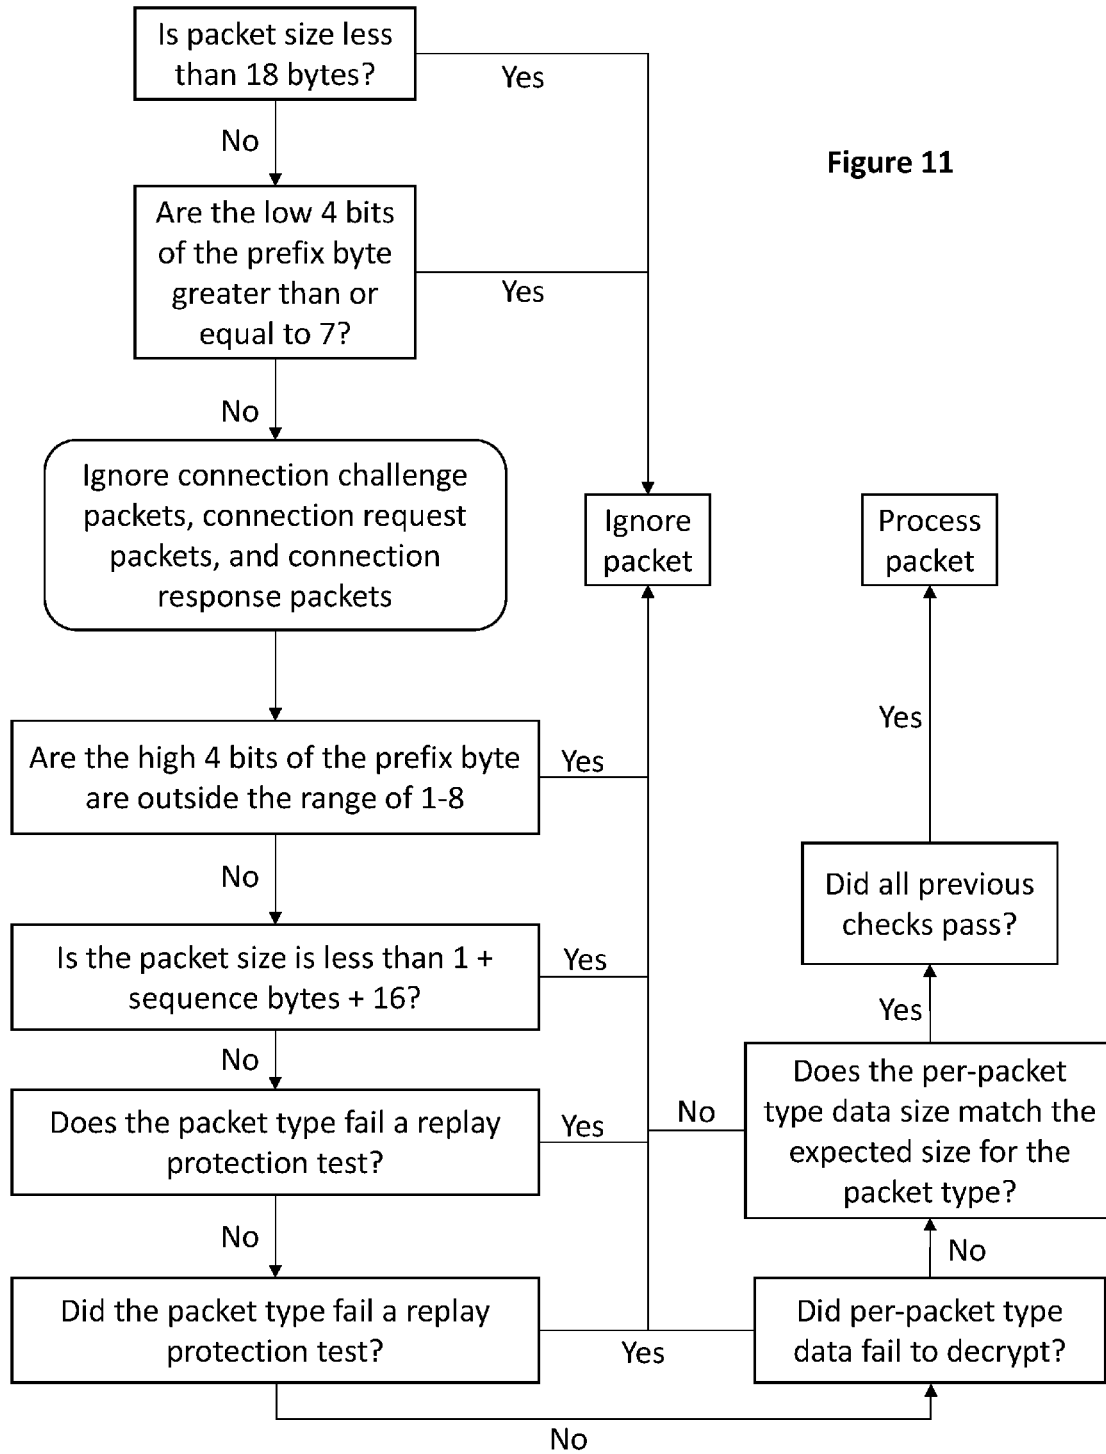 Is packet size less
than 18 bytes?
Yes
No
Figure 11
Are the low 4 bits
of the prefix byte
greater than or
equal to 7?
Yes
No
Ignore connection challenge
packets, connection request
packets, and connection
response packets
Ignore
packet
Process
packet
Yes
Are the high 4 bits of the prefix byte
are outside the range of 1-8
Yes
No
Did all previous
checks pass?
Is the packet size is less than 1 +
sequence bytes + 16?
Yes
Yes
No
Does the packet type fail a replay
protection test?
Yes
No
Does the per-packet
type data size match the
expected size for the
packet type?
No
No
Did the packet type fail a replay
protection test?
Yes
Did per-packet type
data fail to decrypt?
No